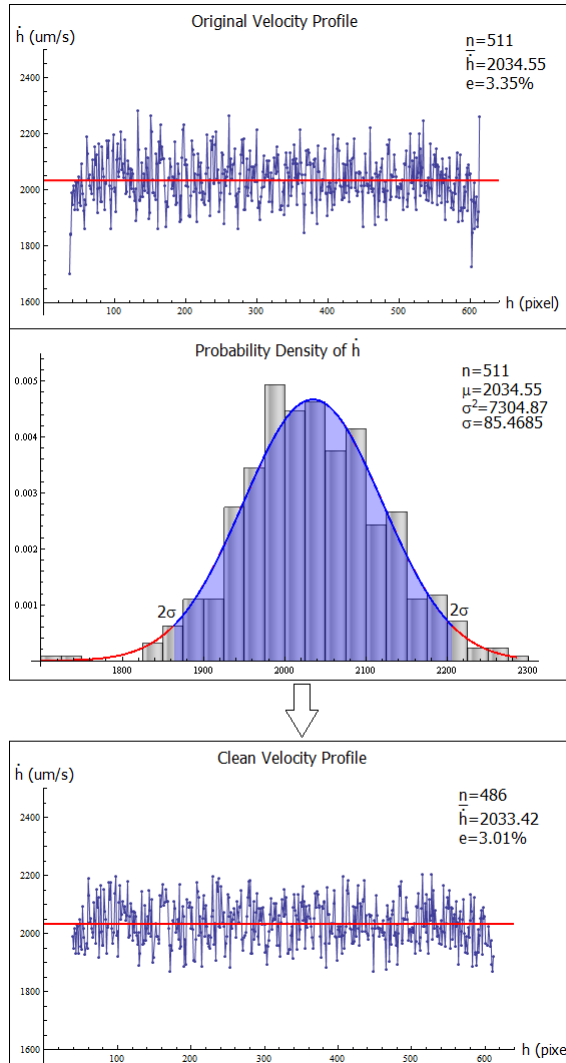 Original Velocity Profile
ḣ (um/s)
n=511
ḣ=2034.55
e=3.35%
2400
2200
2000
1800
1600
100 200 300 400 500 600
h (pixel)
Probability Density of ḣ
n=511
μ=2034.55
σ²=7304.87
σ=85.4685
0.005
0.004
0.003
0.002
0.001
2σ 2σ
1800 1900 2000 2100 2200 2300
Clean Velocity Profile
ḣ (um/s)
n=486
ḣ=2033.42
e=3.01%
2400
2200
2000
1800
1600
100 200 300 400 500 600
h (pixe